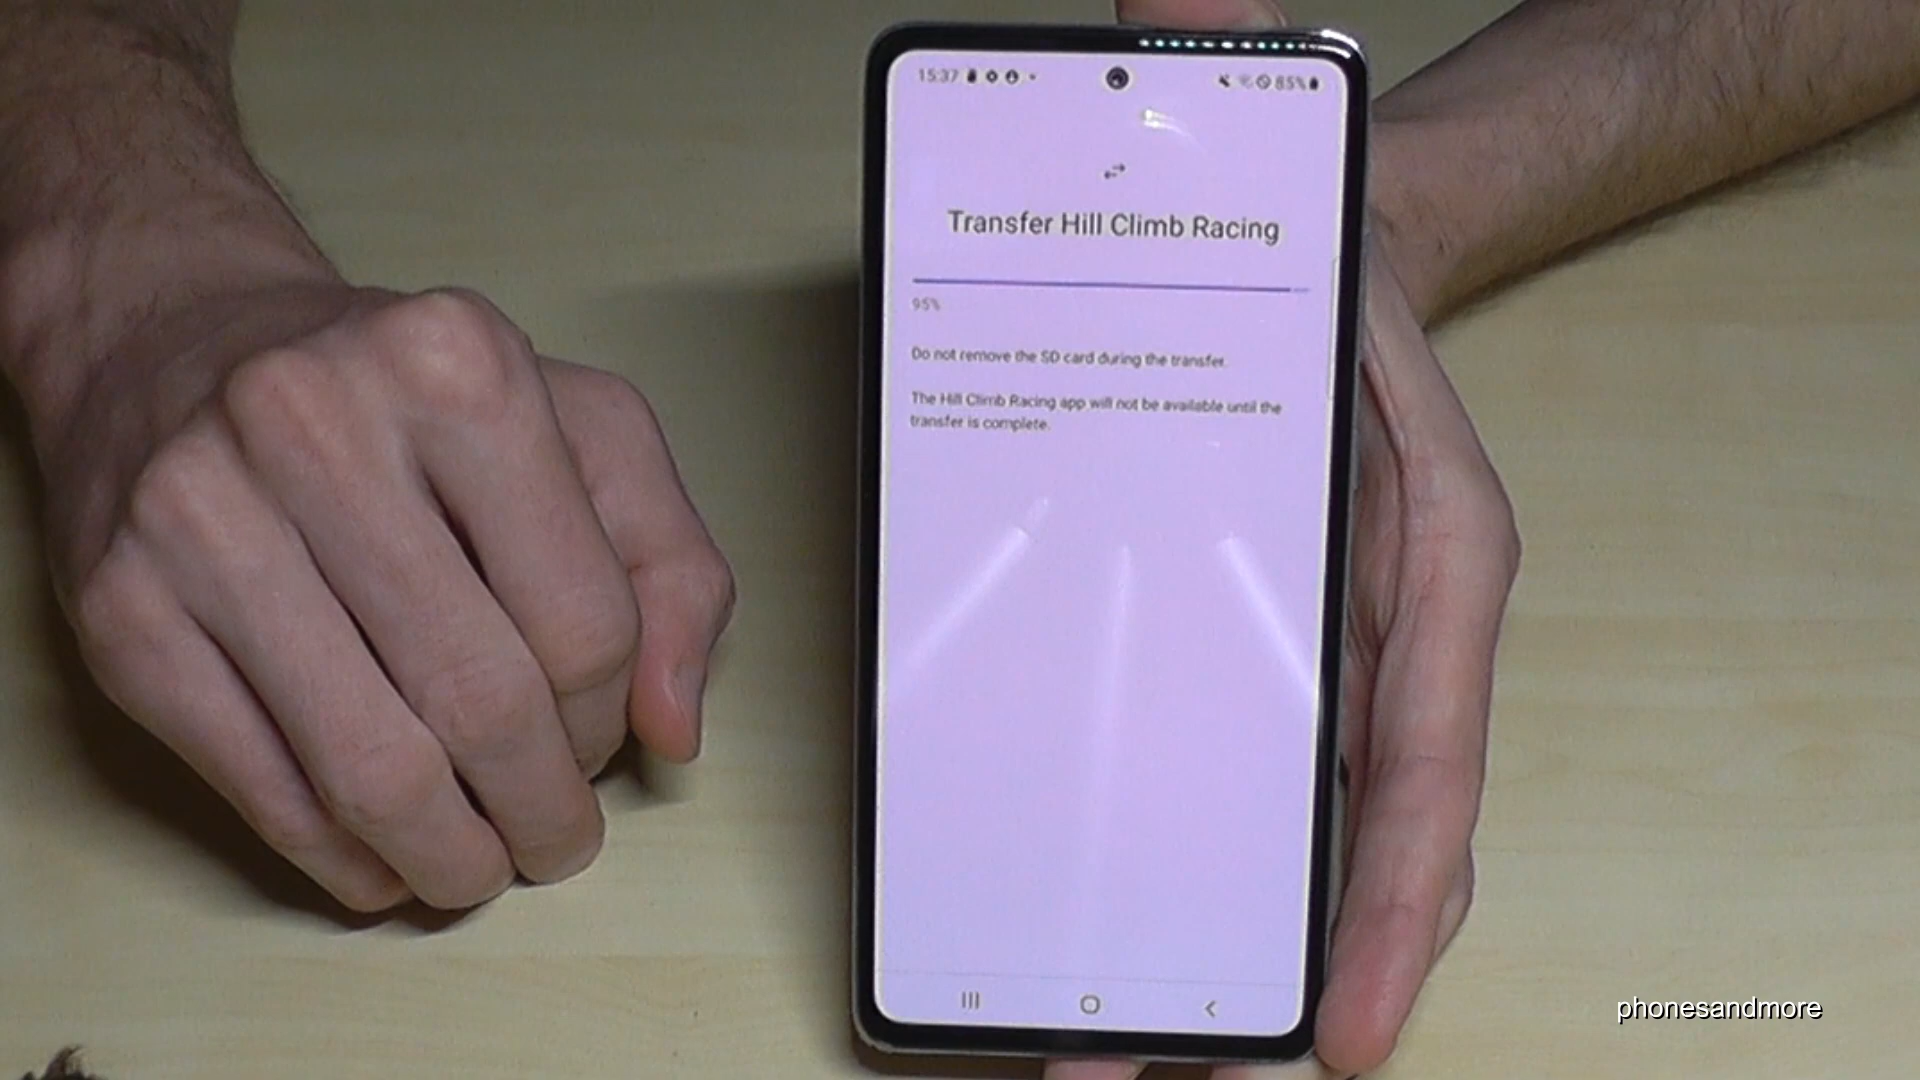 15:37
85%
Transfer Hill Climb Racing
95%
Do not remove the SD card during the transfer.
The Hill Climb Racing app will not be available until the
transfer is complete.
phonesandmore